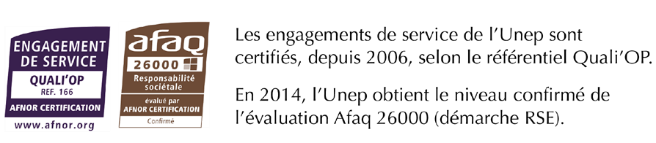 ENGAGEMENT
DE SERVICE
QUALI'OP
REF. 166
AFNOR CERTIFICATION
www.afnor.org
afaq
26000
Responsabilité
sociétale
évalué par
AFNOR CERTIFICATION
Confirmé
Les engagements de service de l'Unep sont
certifiés, depuis 2006, selon le référentiel Quali'OP.
En 2014, l'Unep obtient le niveau confirmé de
l'évaluation Afaq 26000 (démarche RSE).